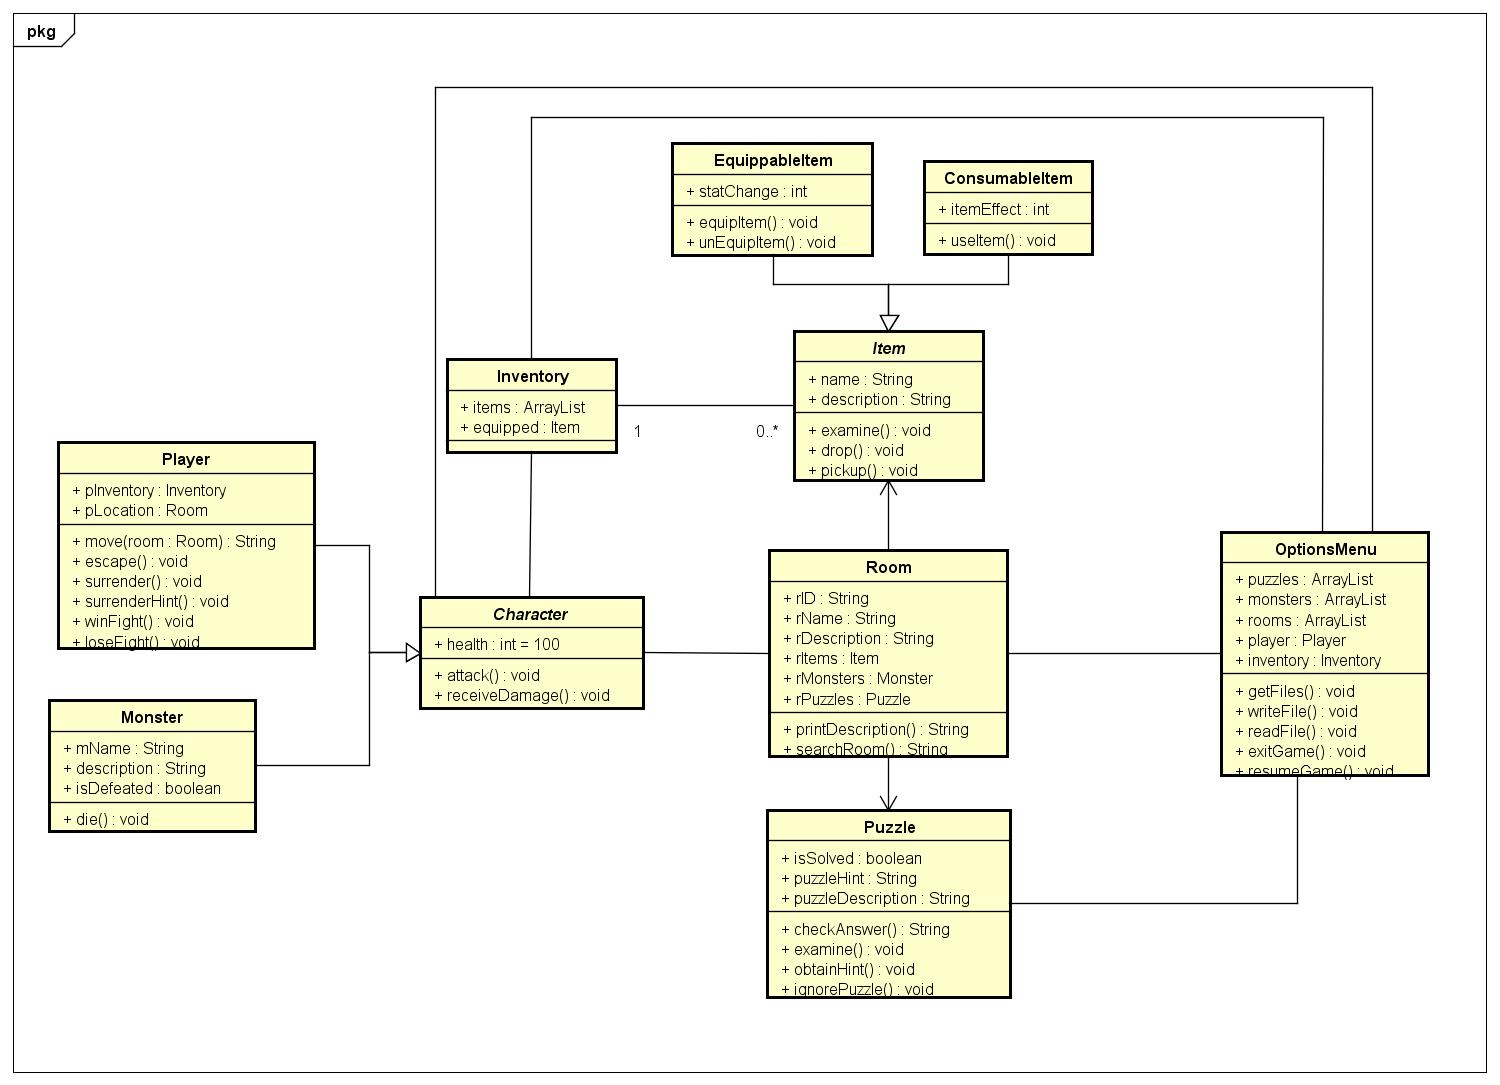 pkg
EquippableItem
+ statChange : int
+ equipItem() : void
+ unEquipItem() : void
ConsumableItem
+ itemEffect : int
+ useItem() : void
Item
+ name : String
+ description : String
+ examine() : void
+ drop() : void
+ pickup() : void
Inventory
+ items : ArrayList
+ equipped : Item
1
0..*
Player
+ pInventory : Inventory
+ pLocation : Room
+ move(room : Room) : String
+ escape() : void
+ surrender() : void
+ surrenderHint() : void
+ winFight() : void
+ loseFight() : void
Character
+ health : int = 100
+ attack() : void
+ receiveDamage() : void
Room
+ rID : String
+ rName : String
+ rDescription : String
+ rItems : Item
+ rMonsters : Monster
+ rPuzzles : Puzzle
+ printDescription() : String
+ searchRoom() : String
OptionsMenu
+ puzzles : ArrayList
+ monsters : ArrayList
+ rooms : ArrayList
+ player : Player
+ inventory : Inventory
+ getFiles() : void
+ writeFile() : void
+ readFile() : void
+ exitGame() : void
+ resumeGame() : void
Monster
+ mName : String
+ description : String
+ isDefeated : boolean
+ die() : void
Puzzle
+ isSolved : boolean
+ puzzleHint : String
+ puzzleDescription : String
+ checkAnswer() : String
+ examine() : void
+ obtainHint() : void
+ ignorePuzzle() : void